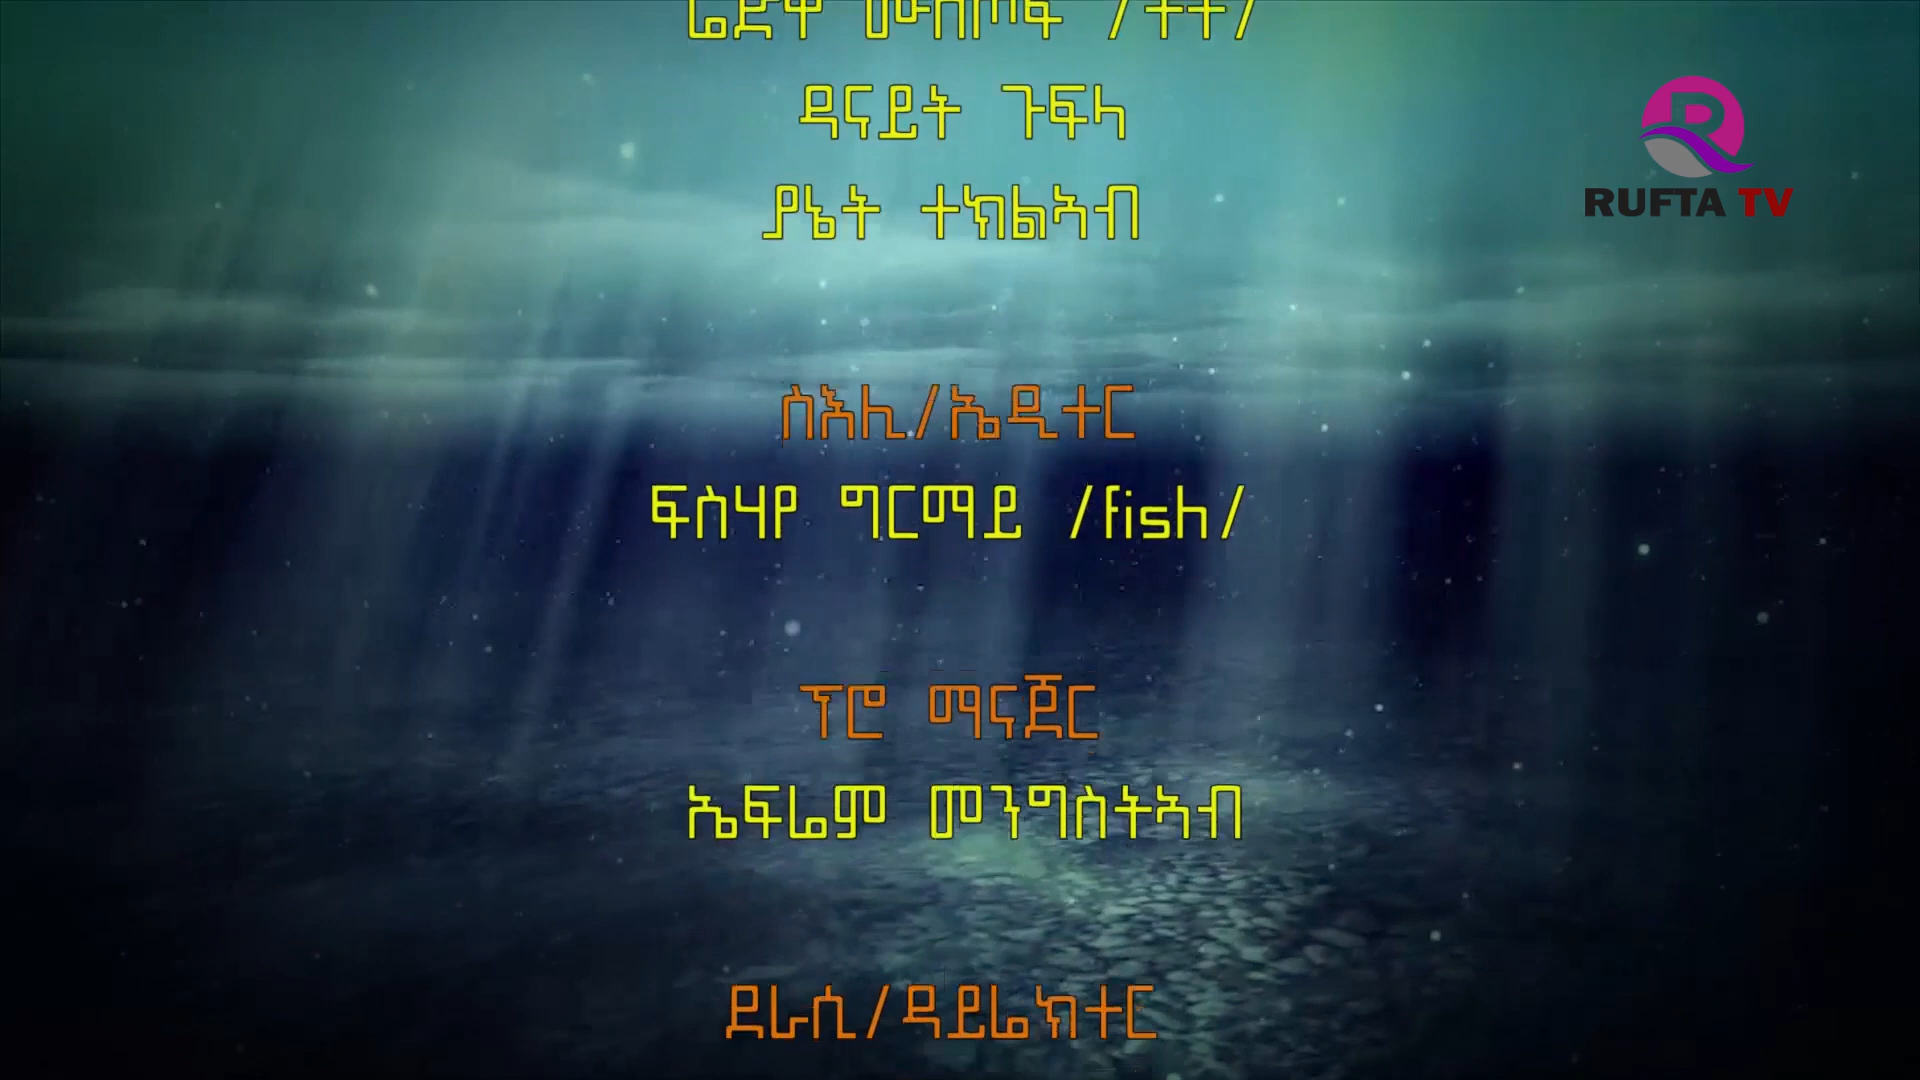 ዳናይት ጉፍላ
ያኔት ተክልኣብ
ስእሊ/ኤዲተር
ፍስሃየ ግርማይ /fish/
ፕሮ ማናጀር
ኤፍሬም መንግስትኣብ
ደራሲ/ዳይሬክተር
RUFTA TV